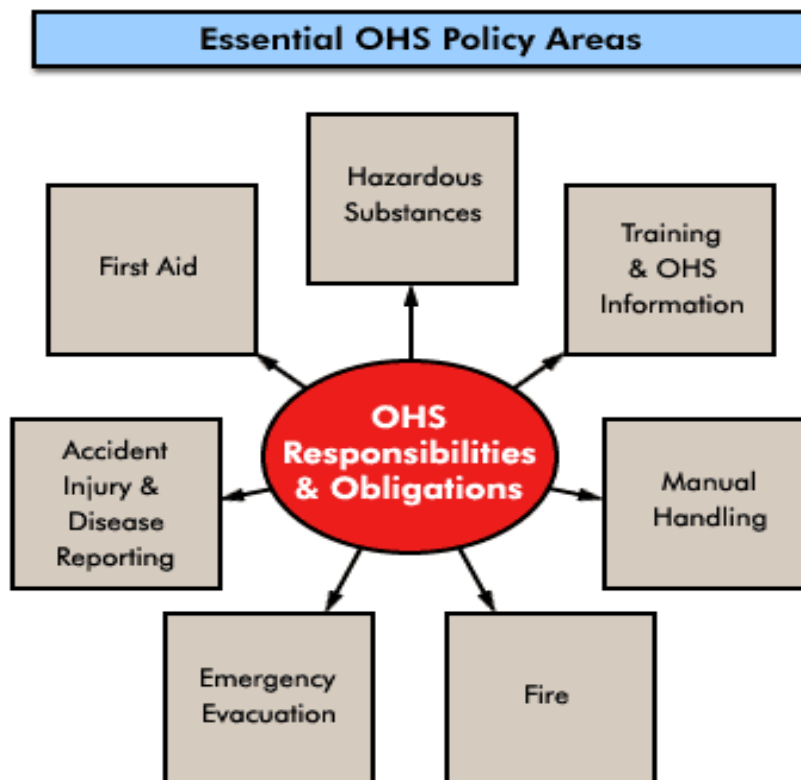 Essential OHS Policy Areas
Hazardous
Substances
First Aid
Training
& OHS
Information
OHS
Responsibilities
& Obligations
Accident
Injury &
Disease
Reporting
Manual
Handling
Emergency
Evacuation
Fire